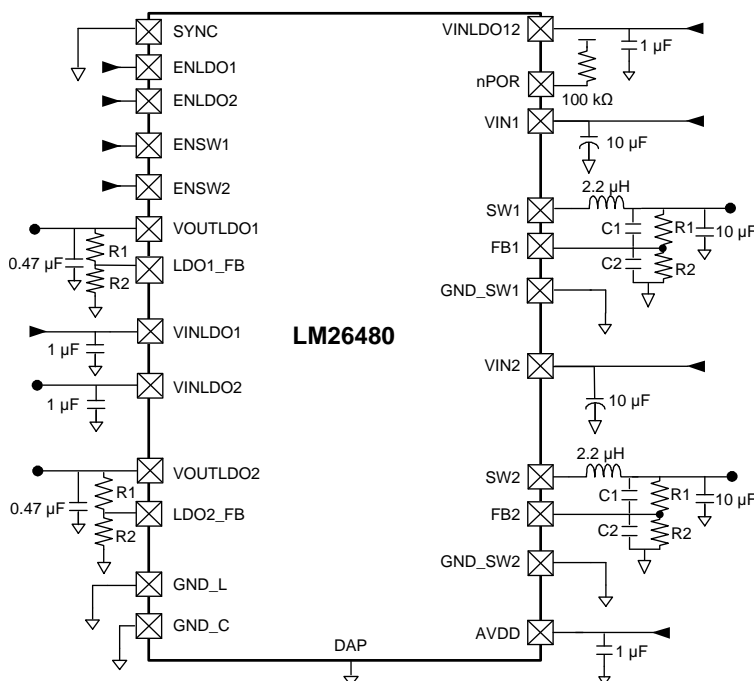 SYNC
ENLDO1
ENLDO2
ENSW1
ENSW2
VOUTLDO1
R1
0.47 µF
LDO1_FB
R2
VINLDO1
1 µF
VINLDO2
1 µF
VOUTLDO2
R1
0.47 µF
LDO2_FB
R2
GND_L
GND_C
LM26480
DAP
VINLDO12
1 µF
nPOR
100 kΩ
VIN1
10 µF
2.2 µH
SW1
C1
R1
10 µF
FB1
C2
R2
GND_SW1
VIN2
10 µF
2.2 µH
SW2
C1
R1
10 µF
FB2
C2
R2
GND_SW2
AVDD
1 µF